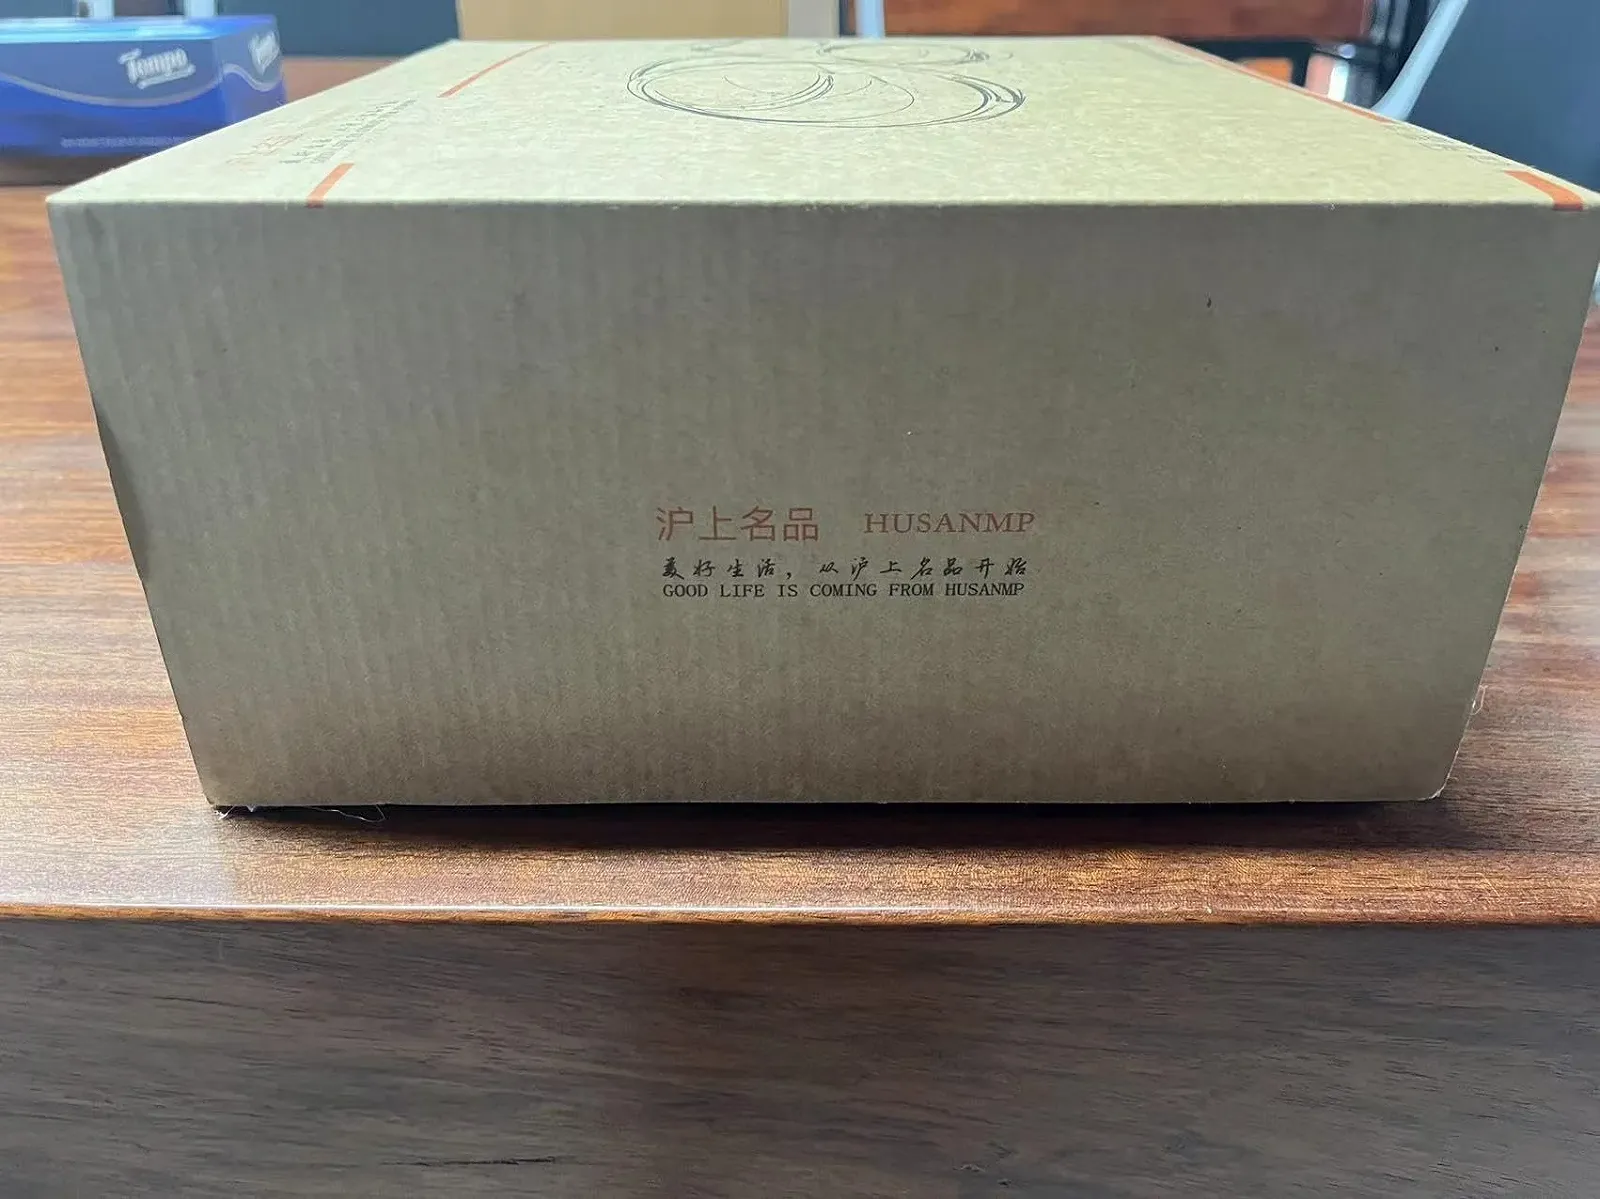 Tempo
沪上名品 HUSANMP
美好生活，从沪上名品开始
GOOD LIFE IS COMING FROM HUSANMP